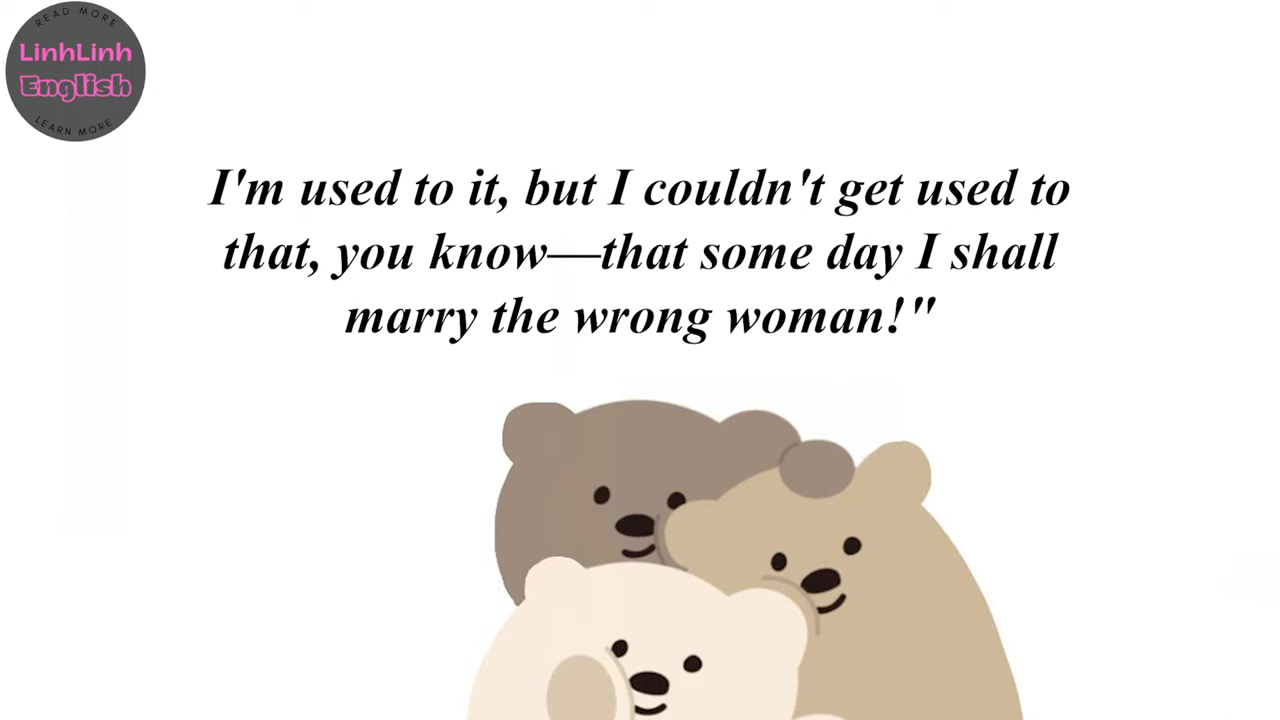 READ MORE
LinhLinh
English
LEARN MORE
I'm used to it, but I couldn't get used to
that, you know—that some day I shall
marry the wrong woman!"